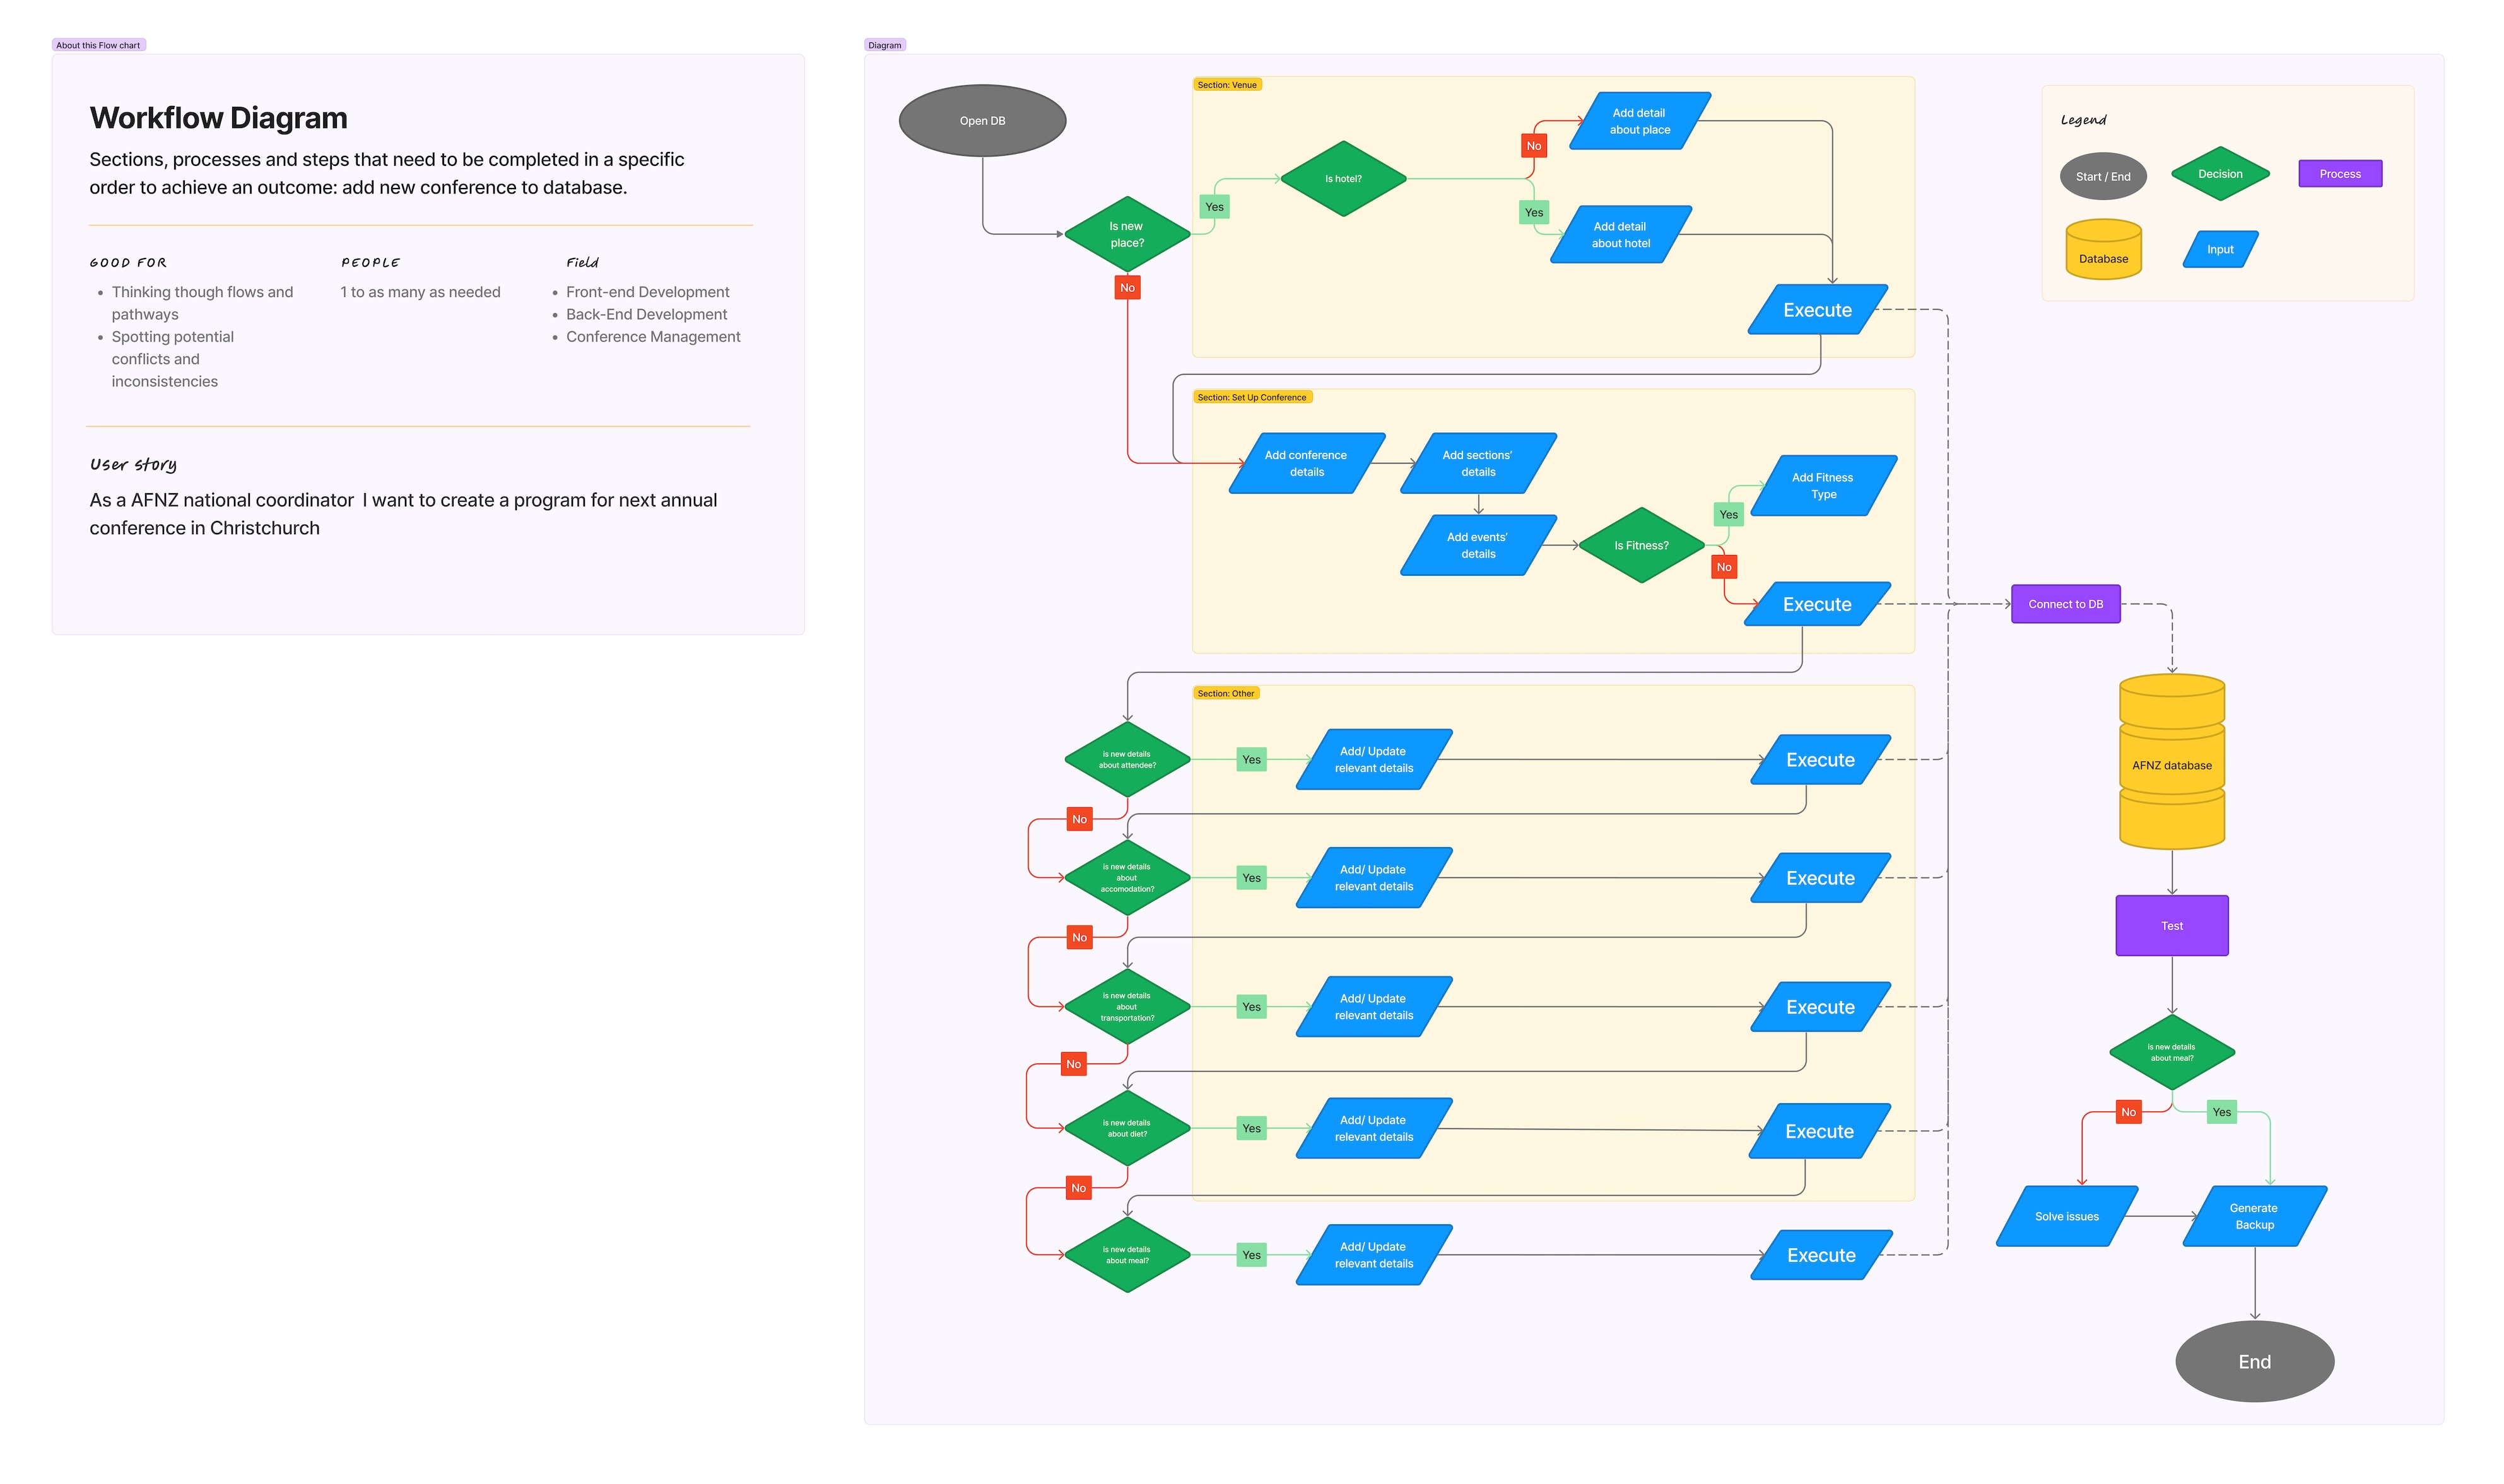 About this Flow chart
Workflow Diagram
Sections, processes and steps that need to be completed in a specific
order to achieve an outcome: add new conference to database.
GOOD FOR
Thinking though flows and
pathways
Spotting potential
conflicts and
inconsistencies
PEOPLE
1 to as many as needed
Field
Front-end Development
Back-End Development
Conference Management
User story
As a AFNZ national coordinator  I want to create a program for next annual
conference in Christchurch
Diagram
Open DB
Is new
place?
Yes
No
Section: Venue
Is hotel?
No
Yes
Add detail
about place
Add detail
about hotel
Execute
Legend
Start / End
Decision
Process
Database
Input
Section: Set Up Conference
Add conference
details
Add sections'
details
Add events'
details
Is Fitness?
Yes
No
Add Fitness
Type
Execute
Section: Other
is new details
about attendee?
Yes
Add/ Update
relevant details
Execute
No
is new details
about
accomodation?
Yes
Add/ Update
relevant details
Execute
No
is new details
about
transportation?
Yes
Add/ Update
relevant details
Execute
No
is new details
about diet?
Yes
Add/ Update
relevant details
Execute
No
is new details
about meal?
Yes
Add/ Update
relevant details
Execute
Connect to DB
AFNZ database
Test
is new details
about meal?
No
Yes
Solve issues
Generate
Backup
End